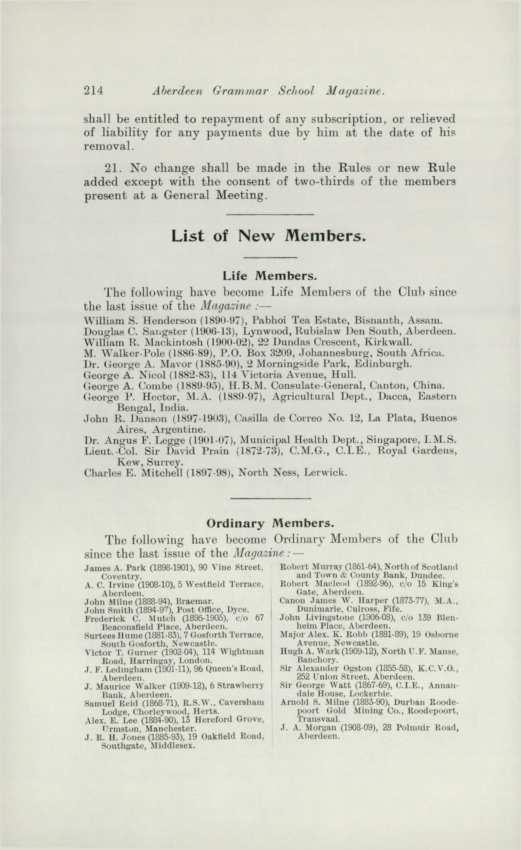 214 Aberdeen Grammar School Magazine.
shall be entitled to repayment of any subscription, or relieved
of liability for any payments due by him at the date of his
removal.
21. No change shall be made in the Rules or new Rule
added except with the consent of two-thirds of the members
present at a General Meeting.
List of New Members.
Life Members.
The following have become Life Members of the Club since
the last issue of the Magazine :—
William S. Henderson (1890-97), Pabhoi Tea Estate, Bisnanth, Assam.
Douglas C. Sangster (1906-13), Lynwood, Rubislaw Den South, Aberdeen.
William R. Mackintosh (1900-02), 22 Dundas Crescent, Kirkwall.
M. Walker-Pole (1886-89), P.O. Box 3209, Johannesburg, South Africa.
Dr. George A. Mavor (1885-90), 2 Morningside Park, Edinburgh.
George A. Nicol (1882-83), 114 Victoria Avenue, Hull.
George A. Combe (1889-95), H.B.M. Consulate-General, Canton, China.
George P. Hector, M.A. (1889-97), Agricultural Dept., Dacca, Eastern
Bengal, India.
John R. Danson (1897-1903), Casilla de Correo No. 12, La Plata, Buenos
Aires, Argentine.
Dr. Angus F. Legge (1901-07), Municipal Health Dept., Singapore, I.M.S.
Lieut.-Col. Sir David Prain (1872-73), C.M.G., C.I.E., Royal Gardens,
Kew, Surrey.
Charles E. Mitchell (1897-98), North Ness, Lerwick.
Ordinary Members.
The following have become Ordinary Members of the Club
since the last issue of the Magazine :—
James A. Park (1898-1901), 90 Vine Street,
Coventry.
A. C. Irvine (1908-10), 5 Westfield Terrace,
Aberdeen.
John Milne (1888-94), Braemar.
John Smith (1894-97), Post Office, Dyce.
Frederick C. Mutch (1895-1905), c/o 67
Beaconsfield Place, Aberdeen.
Surtees Hume (1881-83), 7 Gosforth Terrace,
South Gosforth, Newcastle.
Victor T. Gurner (1902-04), 114 Wightman
Road, Harringay, London.
J. F. Ledingham (1901-11), 96 Queen's Road,
Aberdeen.
J. Maurice Walker (1909-12), 6 Strawberry
Bank, Aberdeen.
Samuel Reid (1868-71), R.S.W., Caversham
Lodge, Chorleywood, Herts.
Alex. E. Lee (1884-90), 15 Hereford Grove,
Urmston, Manchester.
J. R. H. Jones (1885-93), 19 Oakfield Road,
Southgate, Middlesex.
Robert Murray (1861-64), North of Scotland
and Town & County Bank, Dundee.
Robert Macleod (1892-96), c/o 15 King's
Gate, Aberdeen.
Canon James W. Harper (1873-77), M.A.,
Dunimarle, Culross, Fife.
John Livingstone (1906-08), c/o 139 Blen-
heim Place, Aberdeen.
Major Alex. K. Robb (1881-89), 19 Osborne
Avenue, Newcastle.
Hugh A. Wark (1909-12), North U.F. Manse,
Banchory.
Sir Alexander Ogston (1855-58), K.C.V.O.,
252 Union Street, Aberdeen.
Sir George Watt (1867-69), C.I.E., Annan-
dale House, Lockerbie.
Arnold S. Milne (1883-90), Durban Roode-
poort Gold Mining Co., Roodepoort,
Transvaal.
J. A. Morgan (1908-09), 28 Polmuir Road,
Aberdeen.